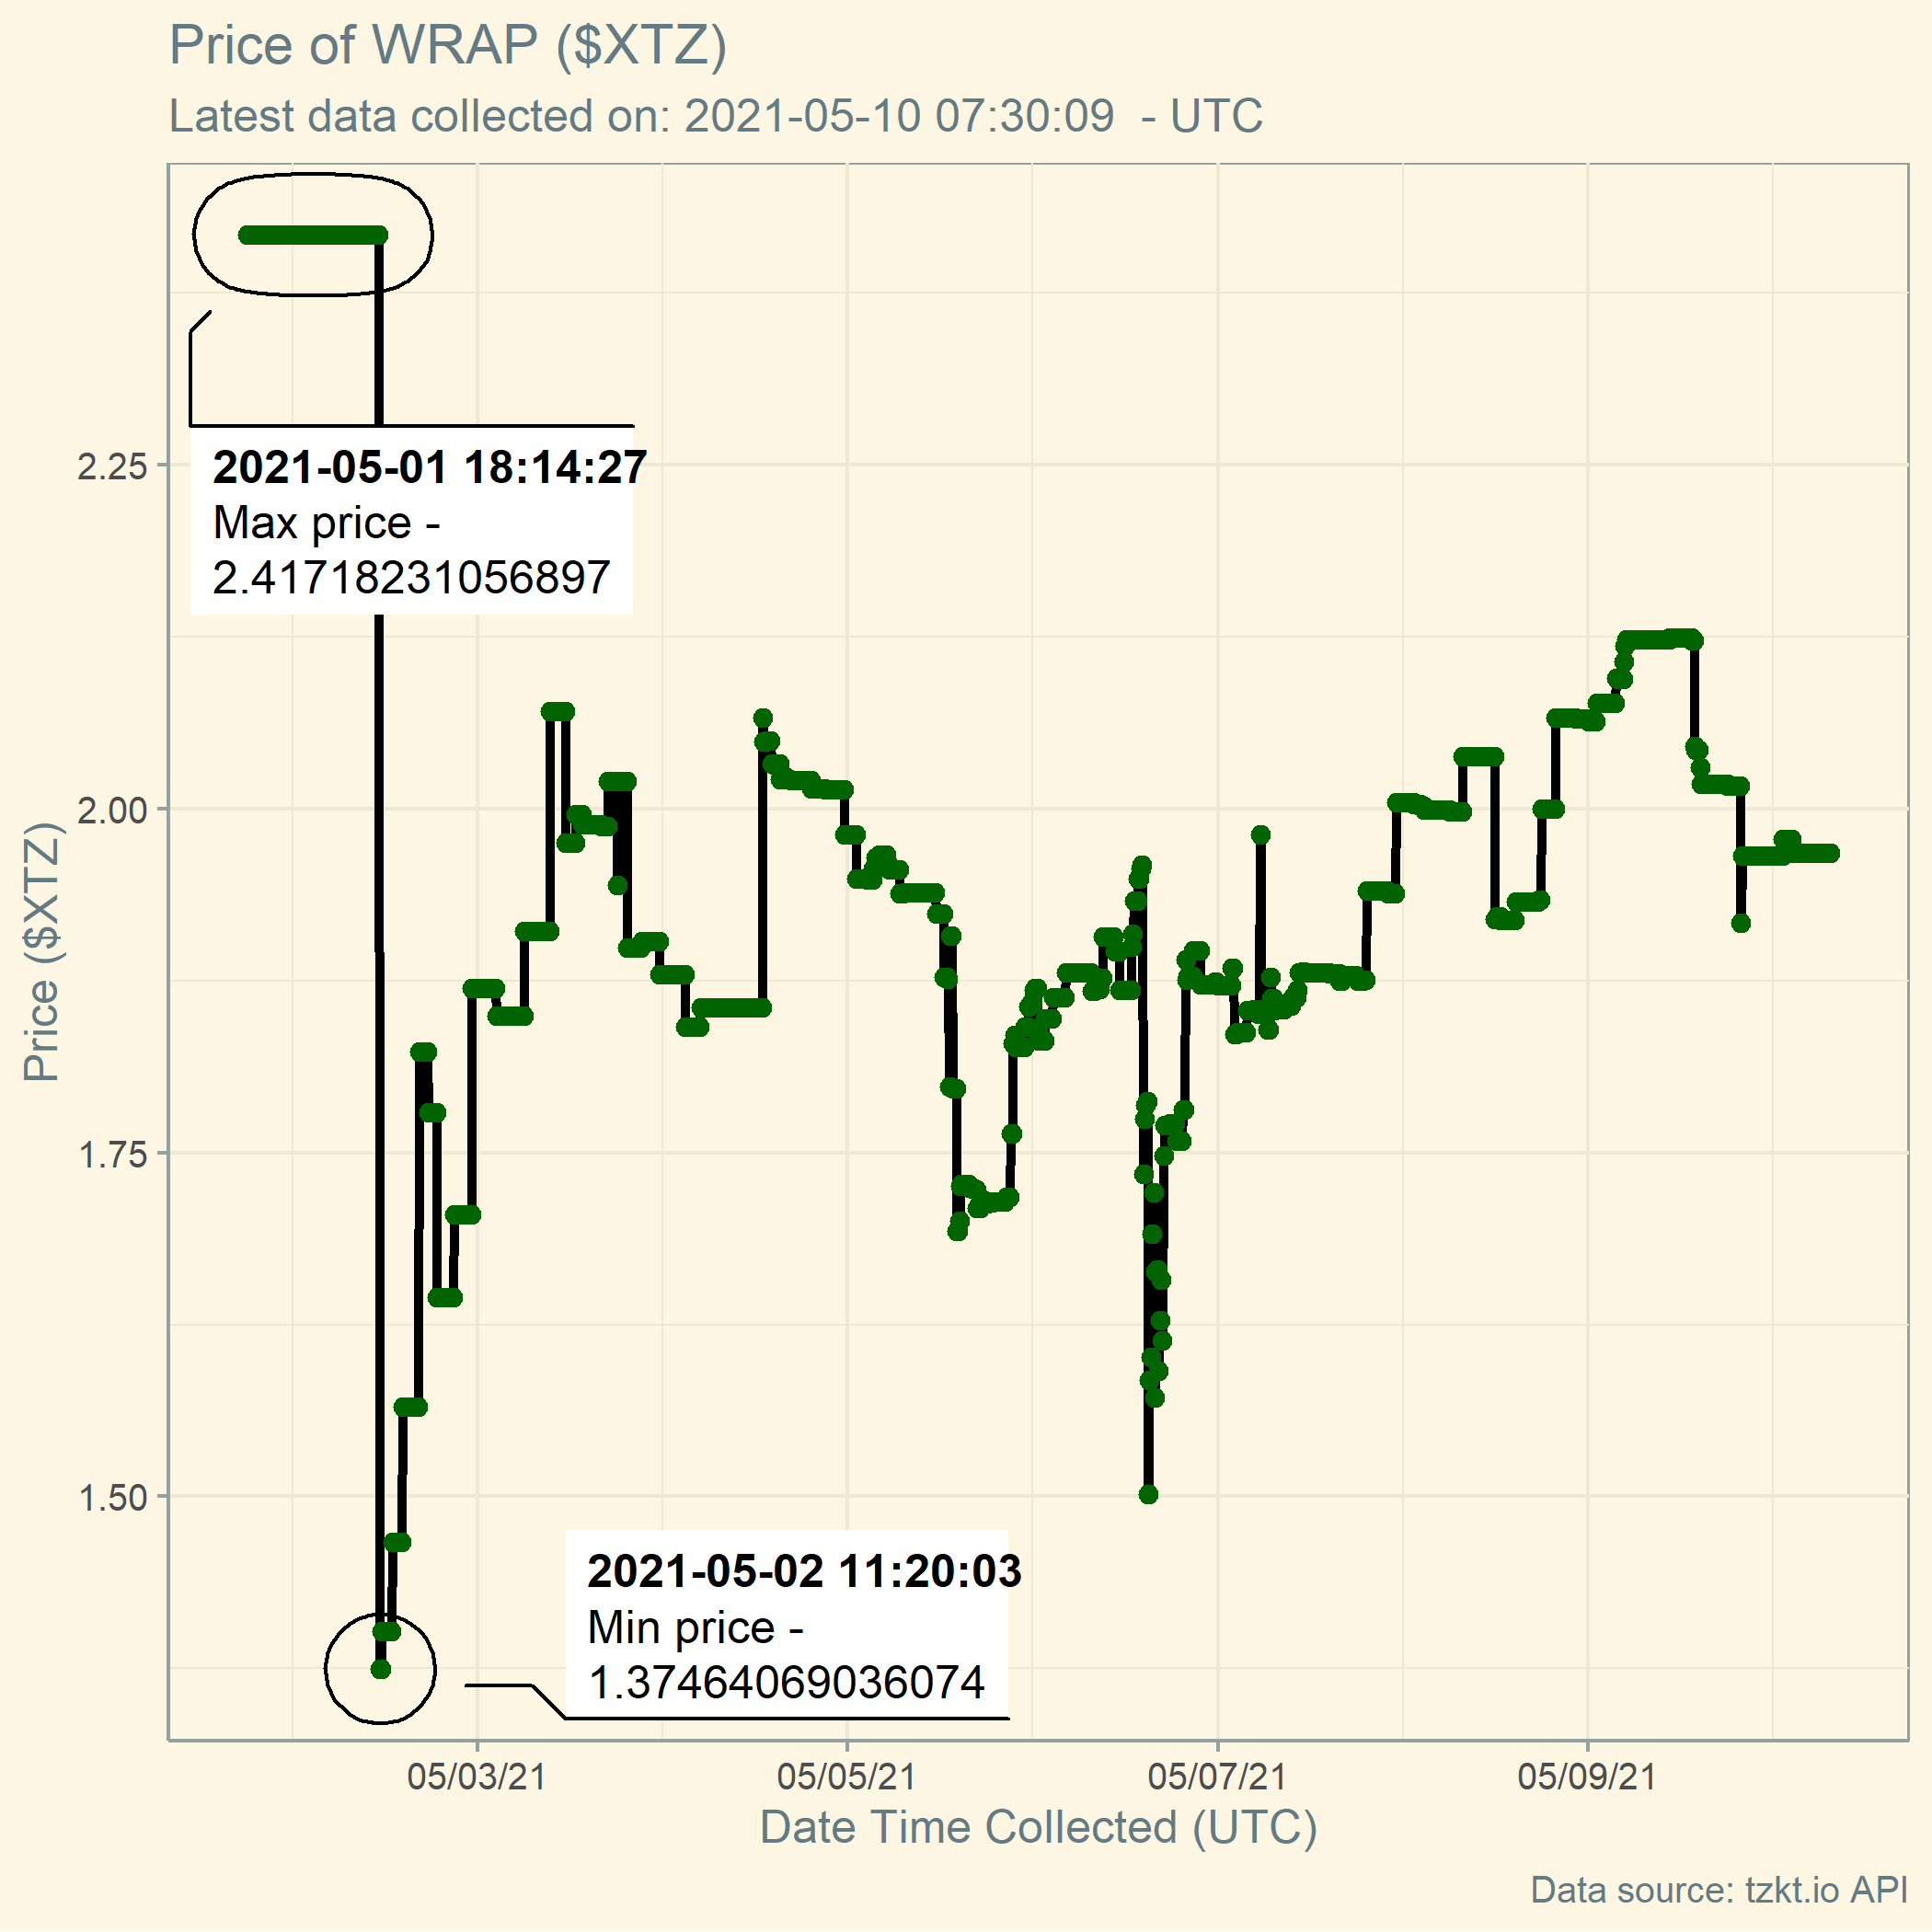 Price of WRAP ($XTZ)
Latest data collected on: 2021-05-10 07:30:09  - UTC
2021-05-01 18:14:27
Max price -
2.41718231056897
2.25
2.00
1.75
1.50
Price ($XTZ)
2021-05-02 11:20:03
Min price -
1.37464069036074
05/03/21
05/05/21
05/07/21
05/09/21
Date Time Collected (UTC)
Data source: tzkt.io API